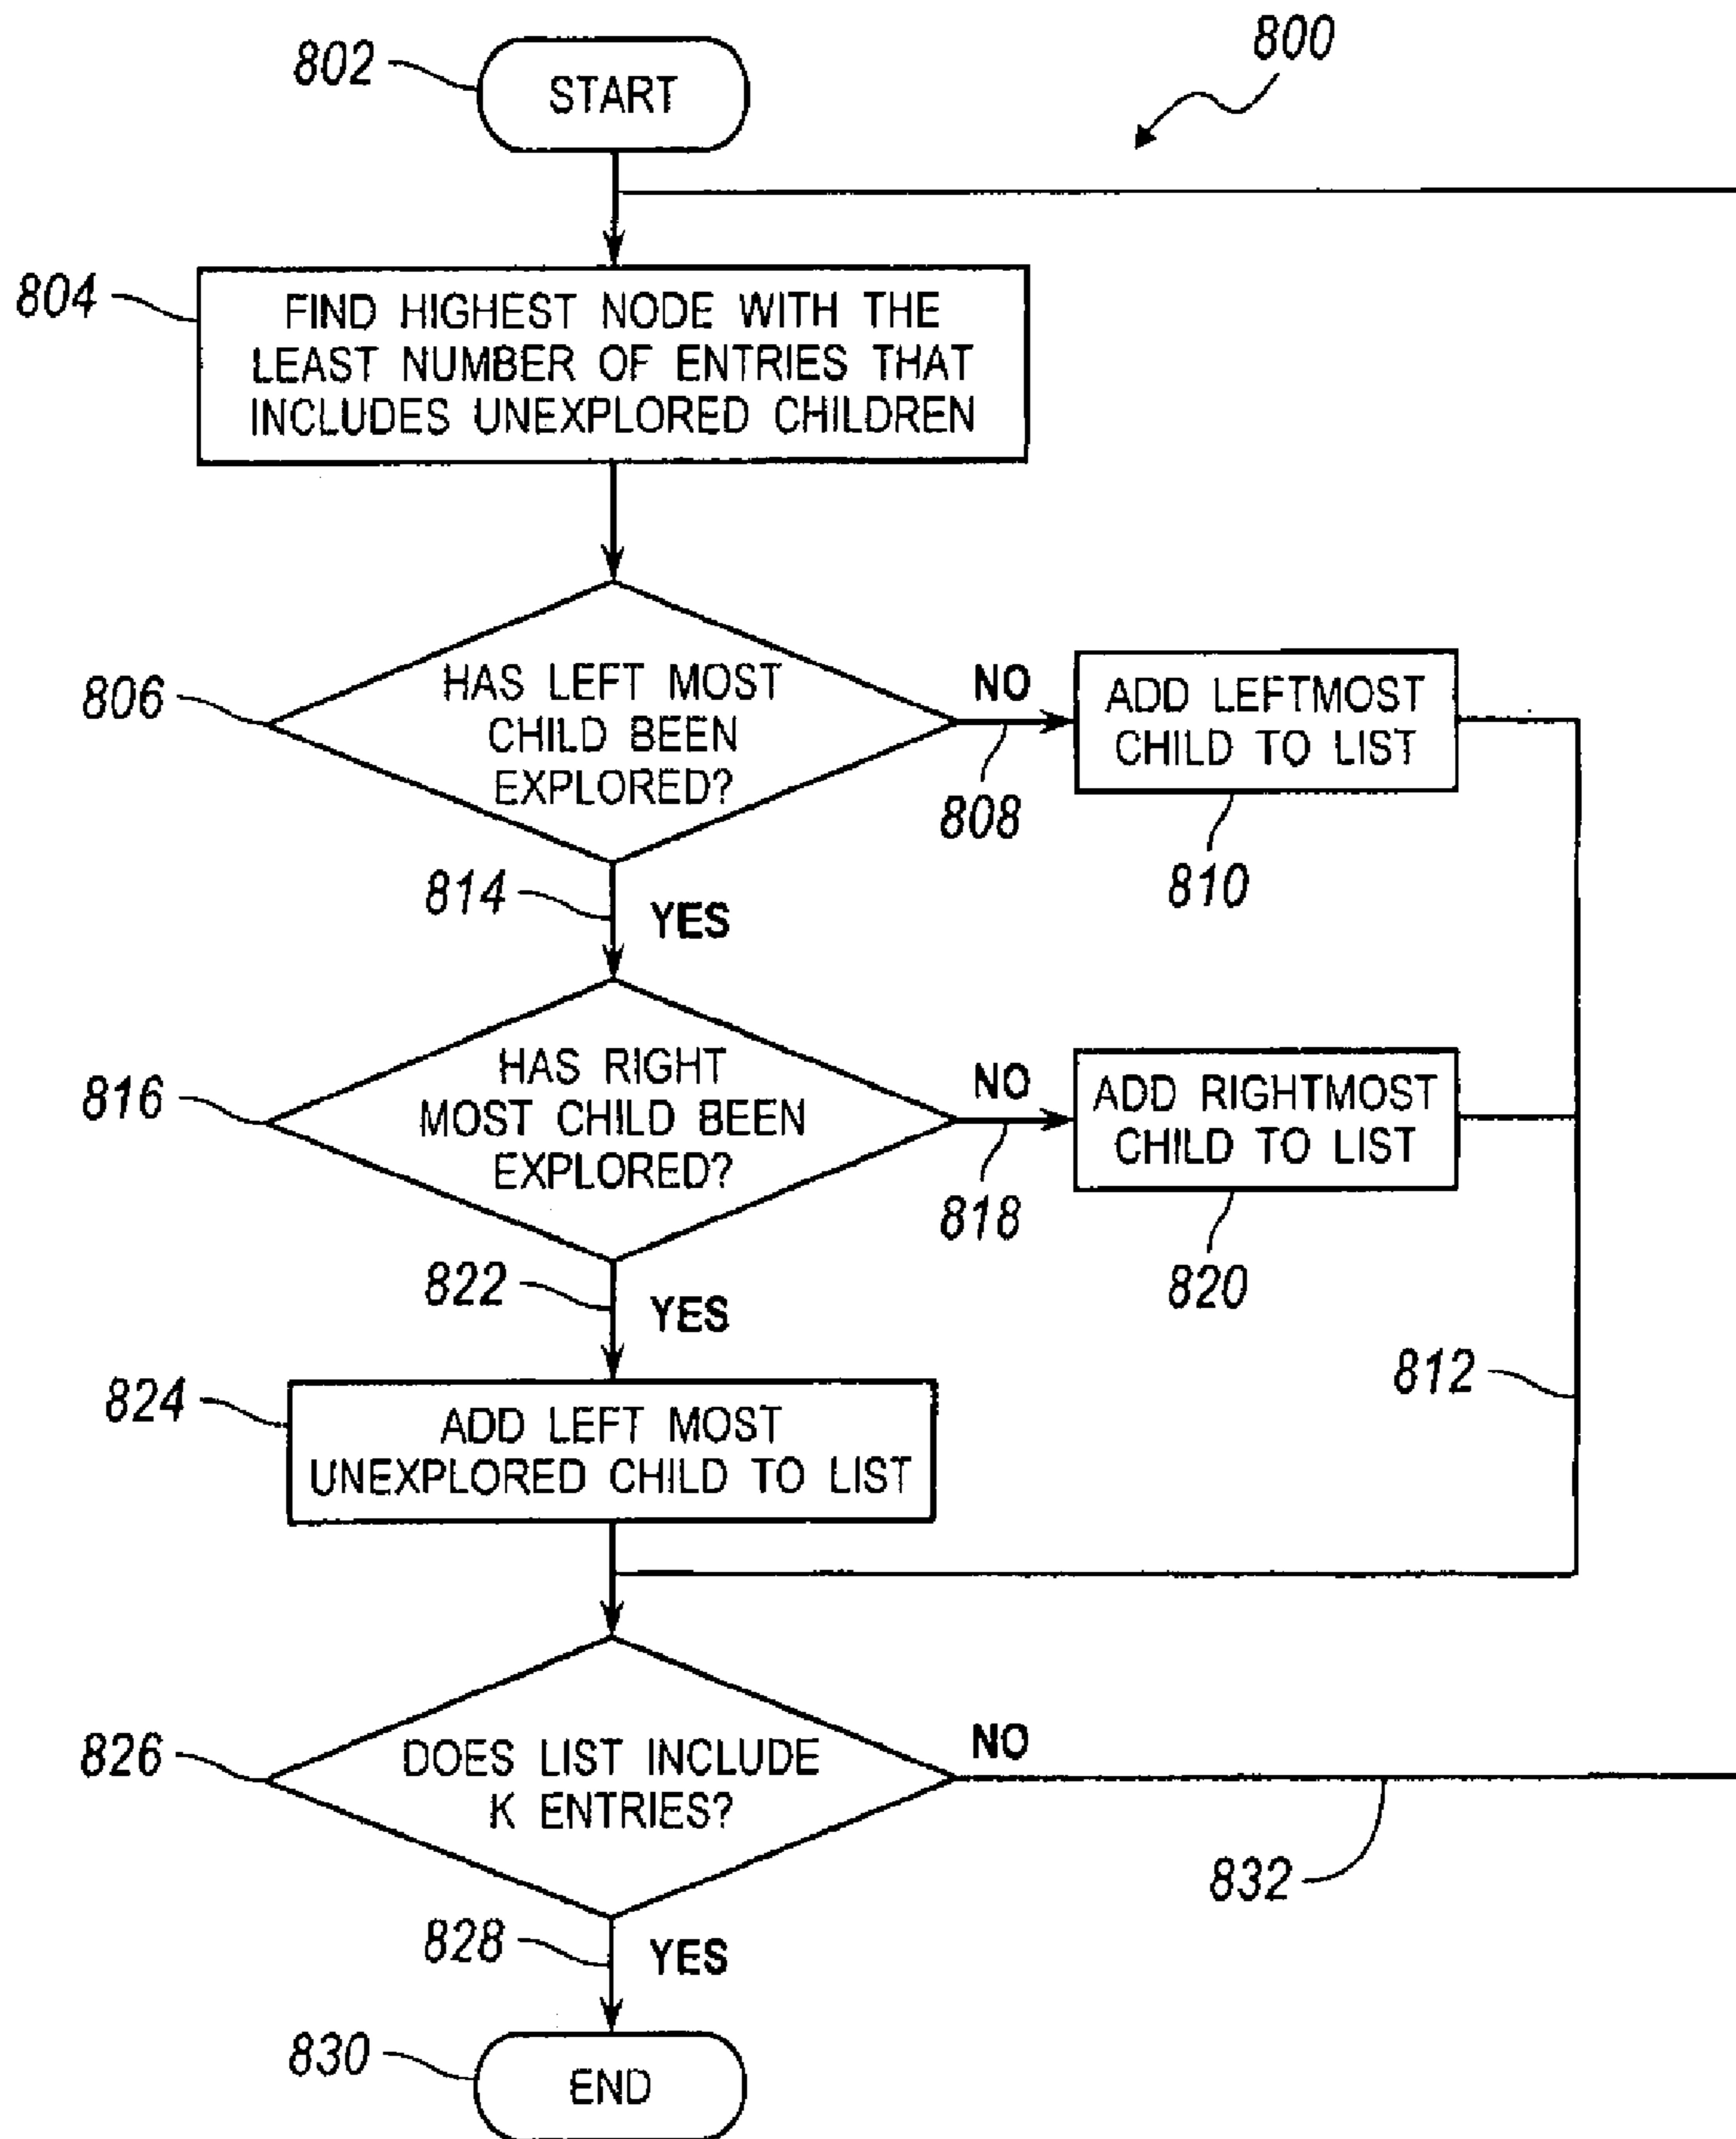 802
START
800
804
FIND HIGHEST NODE WITH THE
LEAST NUMBER OF ENTRIES THAT
INCLUDES UNEXPLORED CHILDREN
806
HAS LEFT MOST
CHILD BEEN
EXPLORED?
NO
808
ADD LEFTMOST
CHILD TO LIST
810
814
YES
816
HAS RIGHT
MOST CHILD BEEN
EXPLORED?
NO
818
ADD RIGHTMOST
CHILD TO LIST
820
822
YES
812
824
ADD LEFT MOST
UNEXPLORED CHILD TO LIST
826
DOES LIST INCLUDE
K ENTRIES?
NO
832
828
YES
830
END